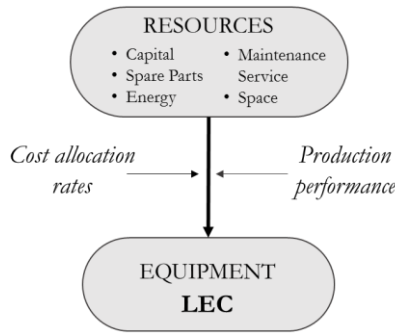 RESOURCES
• Capital
• Spare Parts
• Energy
• Maintenance
Service
• Space
Cost allocation
rates
Production
performance
EQUIPMENT
LEC